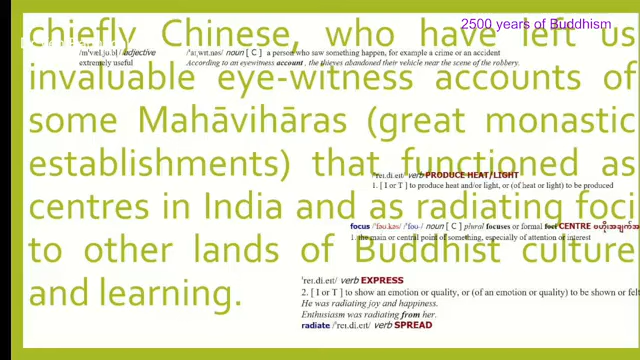 2500 years of Buddhism
chiefly Chinese, who have left us
/ɪnˈvæl.jʊ.bl̩/ adjective
extremely useful
/ˈaɪˌwɪt.nəs/ noun [ C ] a person who saw something happen, for example a crime or an accident
According to an eyewitness account , the thieves abandoned their vehicle near the scene of the robbery.
invaluable eye-witness accounts of
some Mahāvihāras (great monastic
establishments) that functioned as
/ˈreɪ.di.eɪt/ verb PRODUCE HEAT/LIGHT
1. [ I or T ] to produce heat and/or light, or (of heat or light) to be produced
centres in India and as radiating foci
focus /ˈfəʊ.kəs/ /ˈfoʊ-/ noun [ C ] plural focuses or formal foci CENTRE
1. the main or central point of something, especially of attention or interest
to other lands of Buddhist culture
and learning.
/ˈreɪ.di.eɪt/ verb EXPRESS
2. [ I or T ] to show an emotion or quality, or (of an emotion or quality) to be shown or felt
He was radiating joy and happiness.
Enthusiasm was radiating from her.
radiate /ˈreɪ.di.eɪt/ verb SPREAD